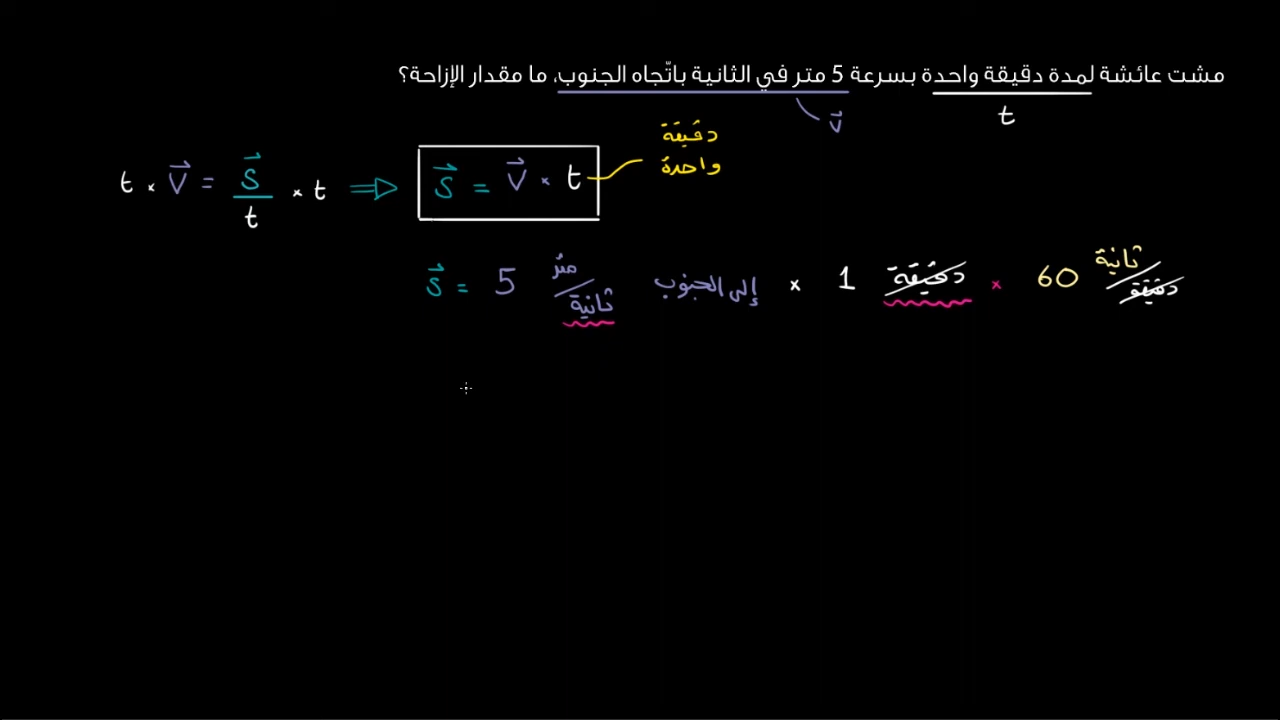 مشت عائشة لمدة دقيقة واحدة بسرعة 5 متر في الثانية باتّجاه الجنوب، ما مقدار الإزاحة؟
t
v⃗
دقيقة
واحدة
t × v⃗ = s⃗ / t × t ⇒ s⃗ = v⃗ × t
s⃗ = 5 متر / ثانية إلى الجنوب × 1 دقيقة × 60 ثانية / دقيقة